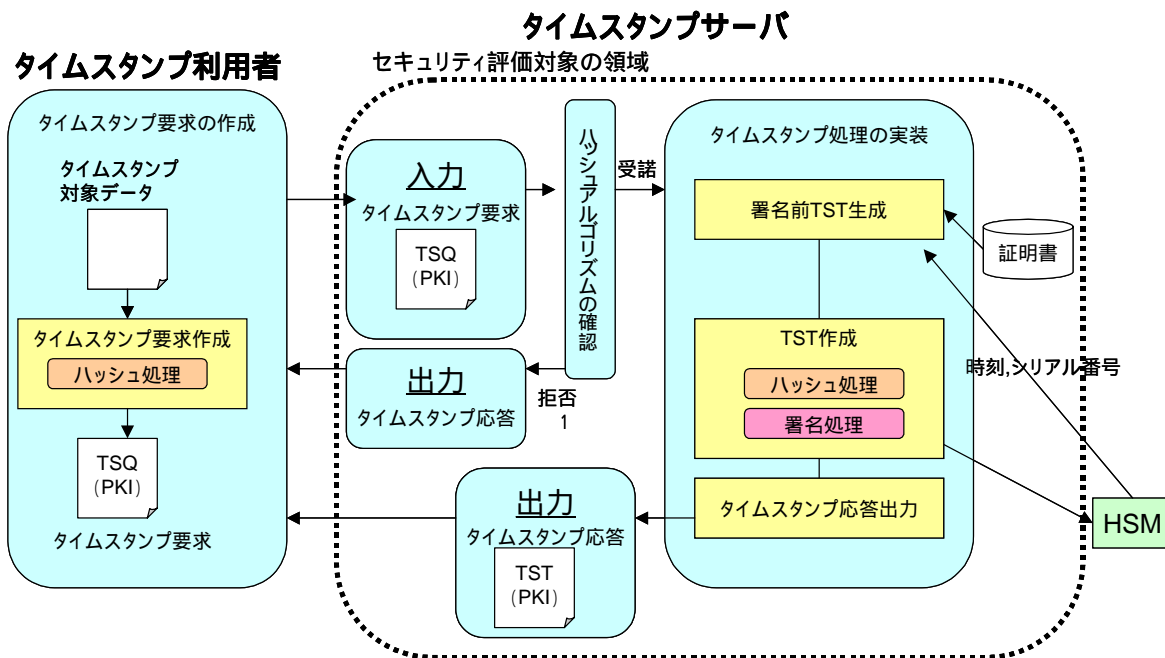 タイムスタンプサーバ
タイムスタンプ利用者
セキュリティ評価対象の領域
タイムスタンプ要求の作成
タイムスタンプ
対象データ
タイムスタンプ要求作成
ハッシュ処理
TSQ
(PKI)
タイムスタンプ要求
入力
タイムスタンプ要求
TSQ
(PKI)
ハッシュアルゴリズムの確認
受諾
出力
タイムスタンプ応答
拒否
1
タイムスタンプ処理の実装
署名前TST生成
証明書
TST作成
ハッシュ処理
署名処理
時刻,シリアル番号
タイムスタンプ応答出力
HSM
出力
タイムスタンプ応答
TST
(PKI)